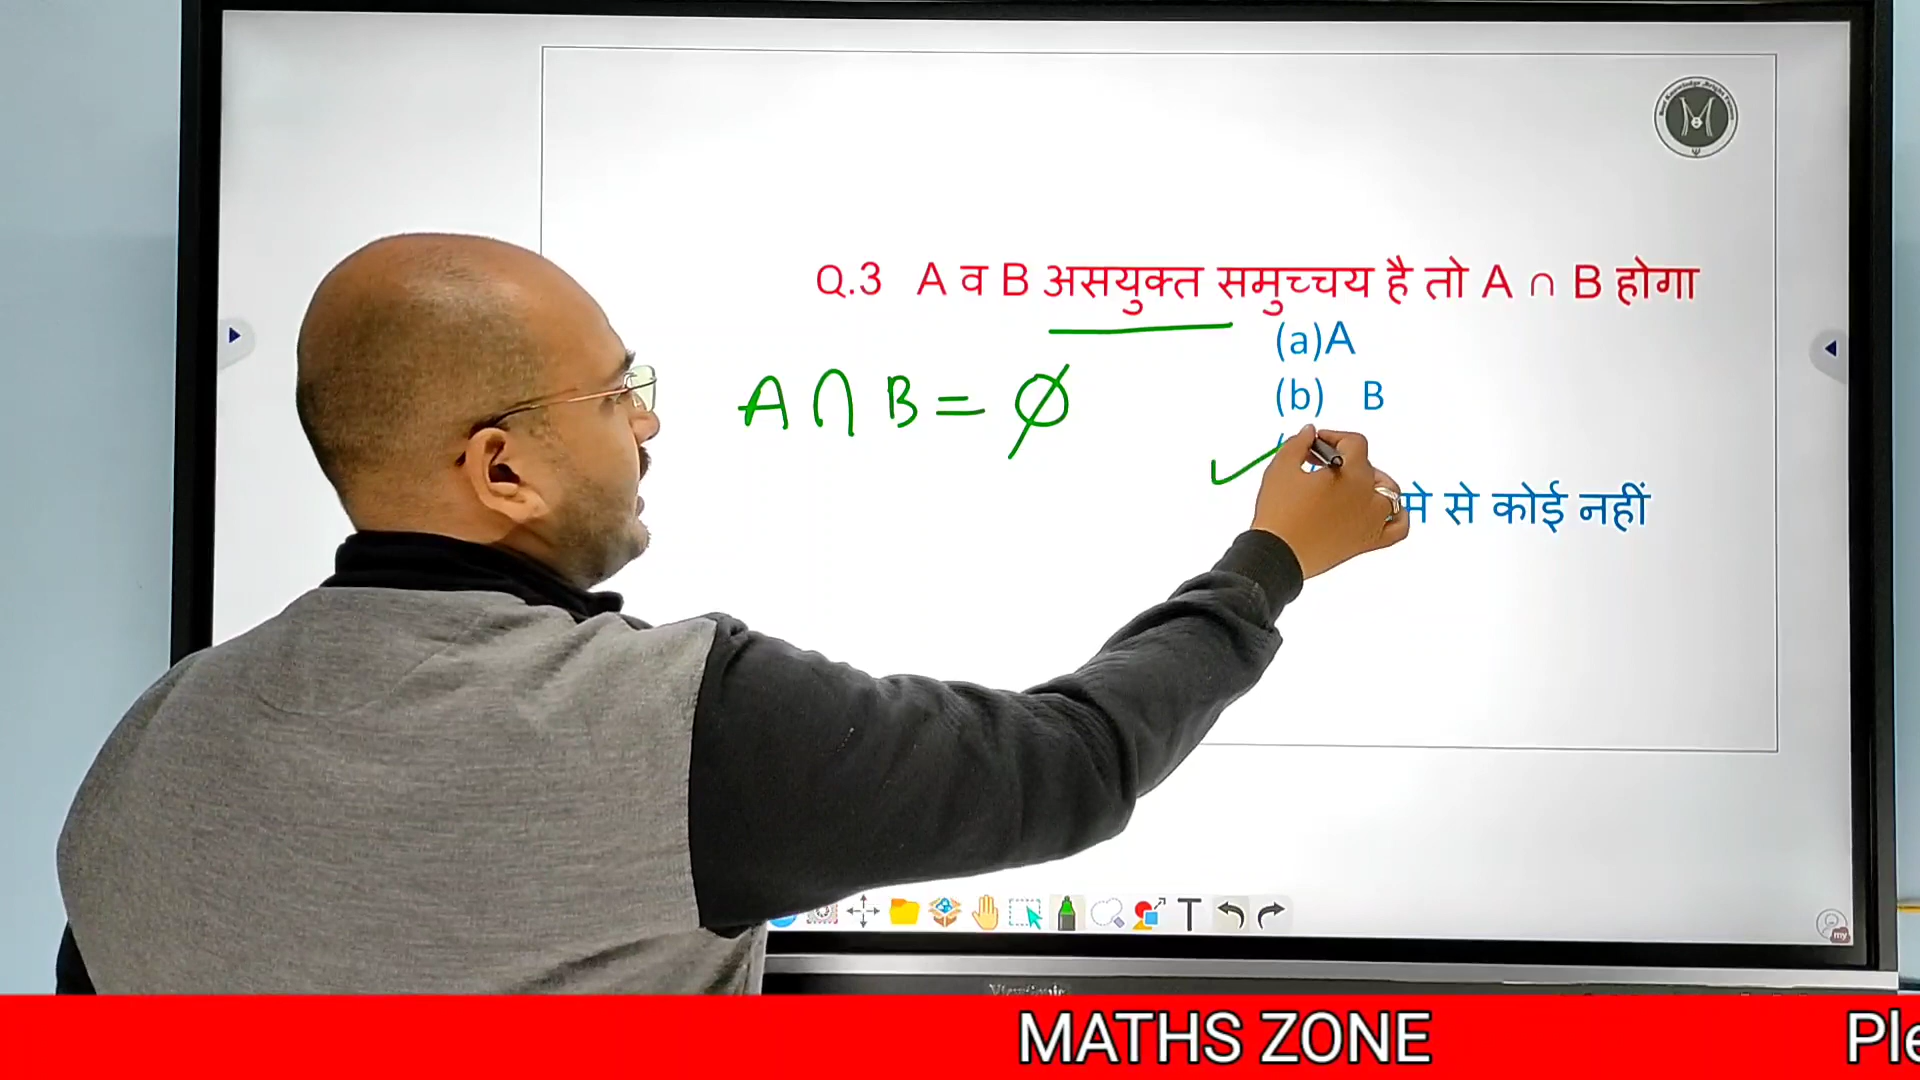 Q.3 A व B असयुक्त समुच्चय है तो A ∩ B होगा
(a)A
(b) B
A ∩ B = ∅
मे से कोई नहीं
MATHS ZONE